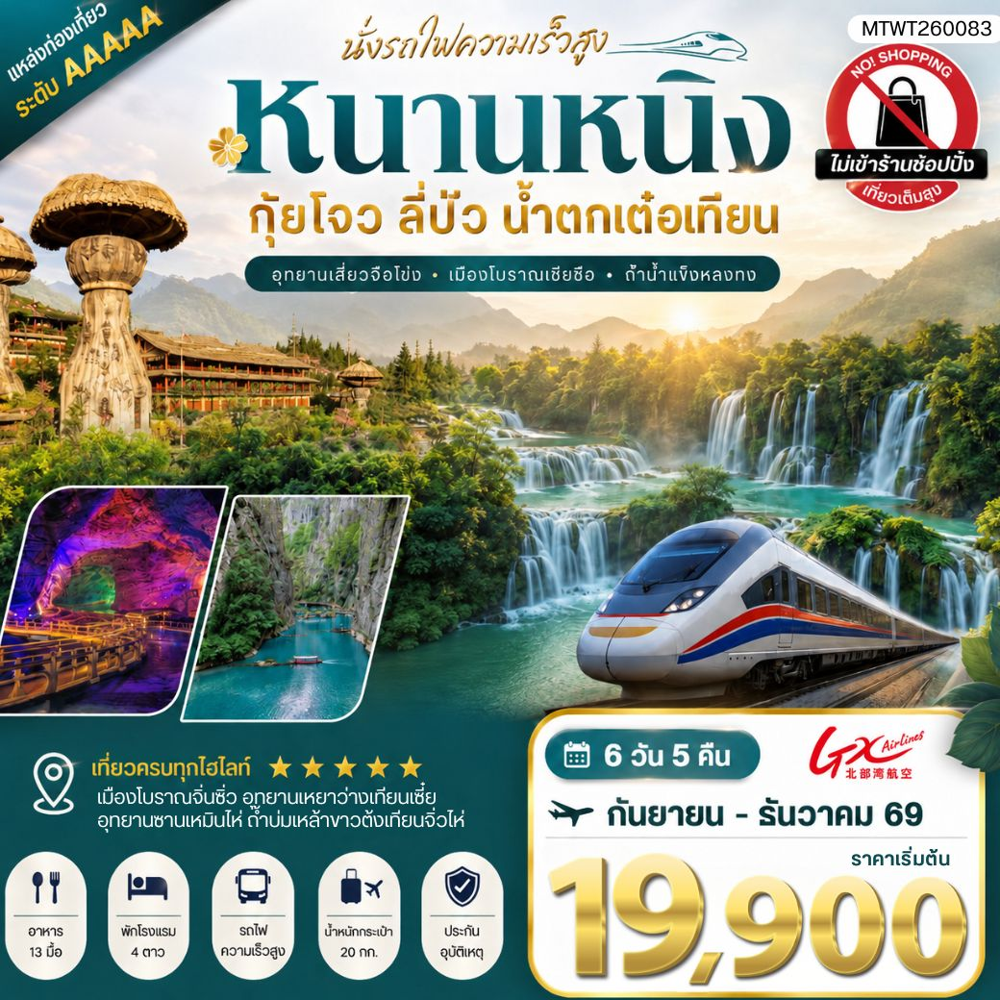 แหล่งท่องเที่ยว
ระดับ AAAAA
MTWT260083
นั่งรถไฟความเร็วสูง
หนานหนิง
NO! SHOPPING
ไม่เข้าร้านช้อปปิ้ง
เที่ยวเต็มสูง
กุ้ยโจว ลี่ปัว น้ำตกเต๋อเทียน
อุทยานเสี่ยวจือโข่ง • เมืองโบราณเชียซือ • ถ้ำน้ำแข็งหลงทง
เที่ยวครบทุกไฮไลท์
เมืองโบราณจิ่นซิ่ว อุทยานเหยาว่างเทียนเซี๋ย
อุทยานซานเหมินไห่ ถ้ำบ่มเหล้าขาวตังเทียนจิ่วไห่
อาหาร
13 มื้อ
พักโรงแรม
4 ดาว
รถไฟ
ความเร็วสูง
น้ำหนักกระเป๋า
20 กก.
ประกัน
อุบัติเหตุ
6 วัน 5 คืน
GX Airlines
北部湾航空
กันยายน - ธันวาคม 69
ราคาเริ่มต้น
19,900